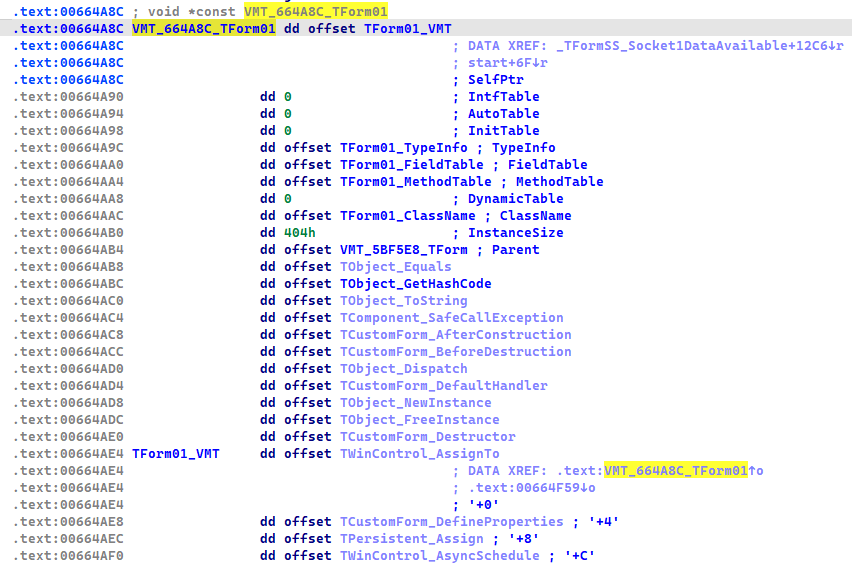 .text:00664A8C ; void *const VMT_664A8C_TForm01
.text:00664A8C VMT_664A8C_TForm01 dd offset TForm01_VMT
.text:00664A8C ; DATA XREF: _TFormSS_Socket1DataAvailable+12C6↓r
.text:00664A8C ; start+6F↓r
.text:00664A8C ; SelfPtr
.text:00664A90 dd 0 ; IntfTable
.text:00664A94 dd 0 ; AutoTable
.text:00664A98 dd 0 ; InitTable
.text:00664A9C dd offset TForm01_TypeInfo ; TypeInfo
.text:00664AA0 dd offset TForm01_FieldTable ; FieldTable
.text:00664AA4 dd offset TForm01_MethodTable ; MethodTable
.text:00664AA8 dd 0 ; DynamicTable
.text:00664AAC dd offset TForm01_ClassName ; ClassName
.text:00664AB0 dd 404h ; InstanceSize
.text:00664AB4 dd offset VMT_5BF5E8_TForm ; Parent
.text:00664AB8 dd offset TObject_Equals
.text:00664ABC dd offset TObject_GetHashCode
.text:00664AC0 dd offset TObject_ToString
.text:00664AC4 dd offset TComponent_SafeCallException
.text:00664AC8 dd offset TCustomForm_AfterConstruction
.text:00664ACC dd offset TCustomForm_BeforeDestruction
.text:00664AD0 dd offset TObject_Dispatch
.text:00664AD4 dd offset TCustomForm_DefaultHandler
.text:00664AD8 dd offset TObject_NewInstance
.text:00664ADC dd offset TObject_FreeInstance
.text:00664AE0 dd offset TCustomForm_Destructor
.text:00664AE4 TForm01_VMT dd offset TWinControl_AssignTo
.text:00664AE4 ; DATA XREF: .text:VMT_664A8C_TForm01↑o
.text:00664AE4 ; .text:00664F59↓o
.text:00664AE4 ; '+0'
.text:00664AE8 dd offset TCustomForm_DefineProperties ; '+4'
.text:00664AEC dd offset TPersistent_Assign ; '+8'
.text:00664AF0 dd offset TWinControl_AsyncSchedule ; '+C'